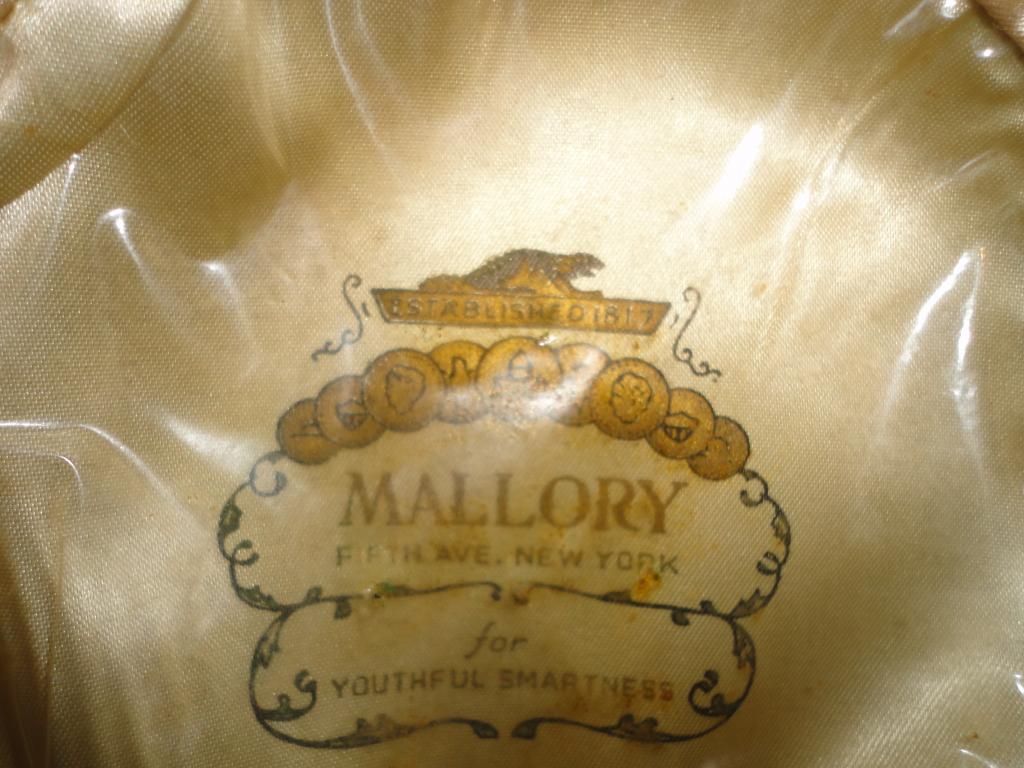 ESTABLISHED 1817
MALLORY
FIFTH AVE. NEW YORK
for
YOUTHFUL SMARTNESS